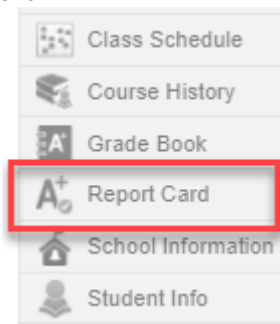 Class Schedule
Course History
Grade Book
Report Card
School Information
Student Info